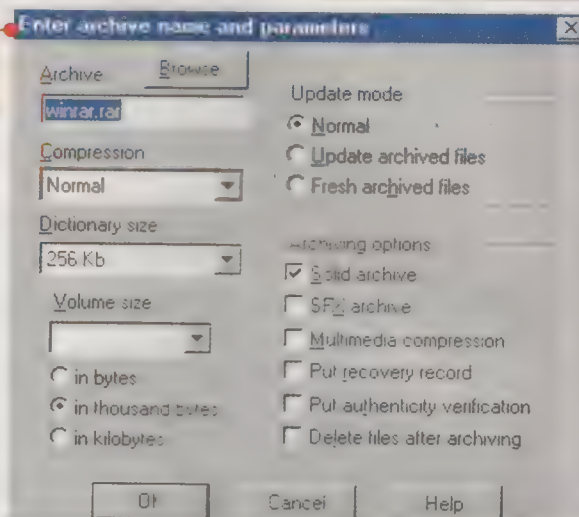 Enter archive name and parameters
Archive
Browse
winrar.rar
Compression
Normal
Dictionary size
256 Kb
Volume size
in bytes
in thousand bytes
in kilobytes
Update mode
Normal
Update archived files
Fresh archived files
Archiving options
Solid archive
SFX archive
Multimedia compression
Put recovery record
Put authenticity verification
Delete files after archiving
OK
Cancel
Help